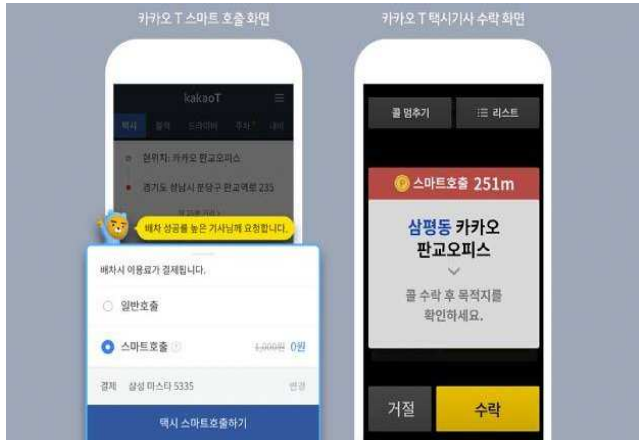 카카오 T 스마트 호출 화면
kakaoT
택시
현위치: 카카오 판교오피스
경기도 성남시 분당구 판교역로 235
배차 성공률 높은 기사님께 요청합니다.
배차시 이용료가 결제됩니다.
일반호출
스마트호출
1,000원 0원
결제 삼성 마스타 5335
변경
택시 스마트호출하기
카카오 T 택시기사 수락 화면
콜 멈추기
리스트
P 스마트호출 251m
삼평동 카카오
판교오피스
콜 수락 후 목적지를
확인하세요.
거절
수락